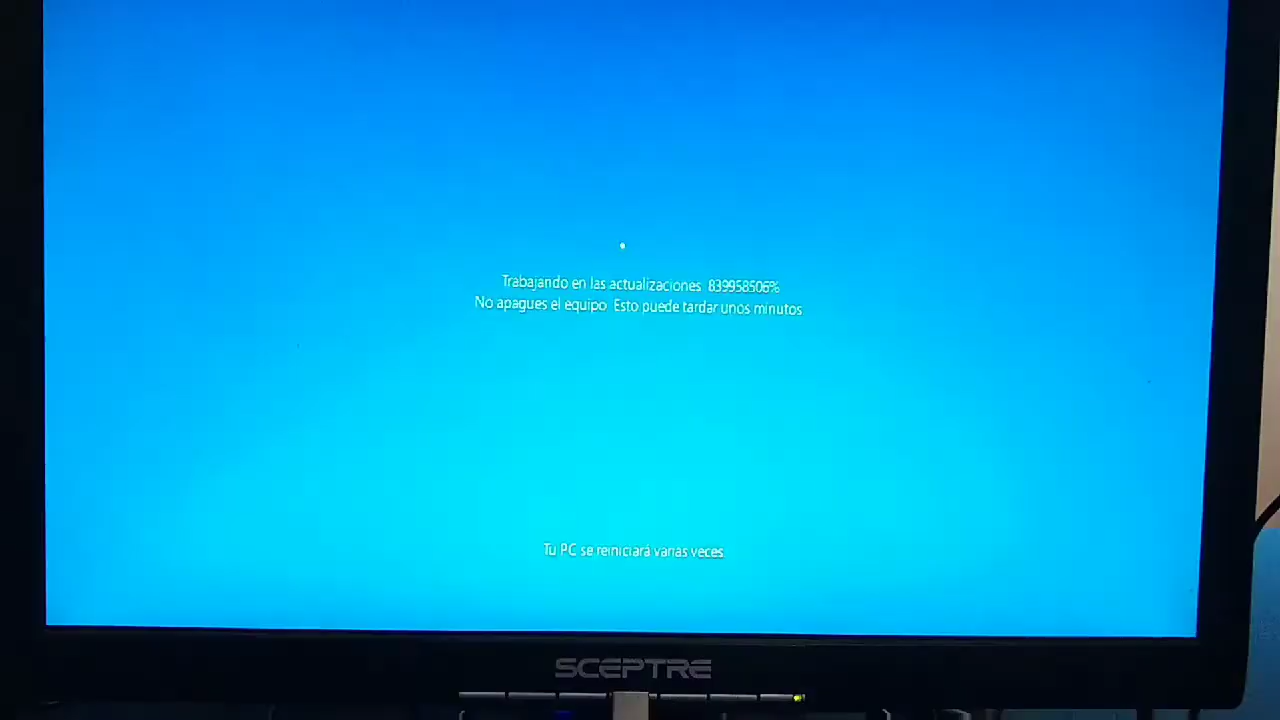 Trabajando en las actualizaciones 839958506%
No apagues el equipo Esto puede tardar unos minutos
Tu PC se reiniciará varias veces
SCEPTRE